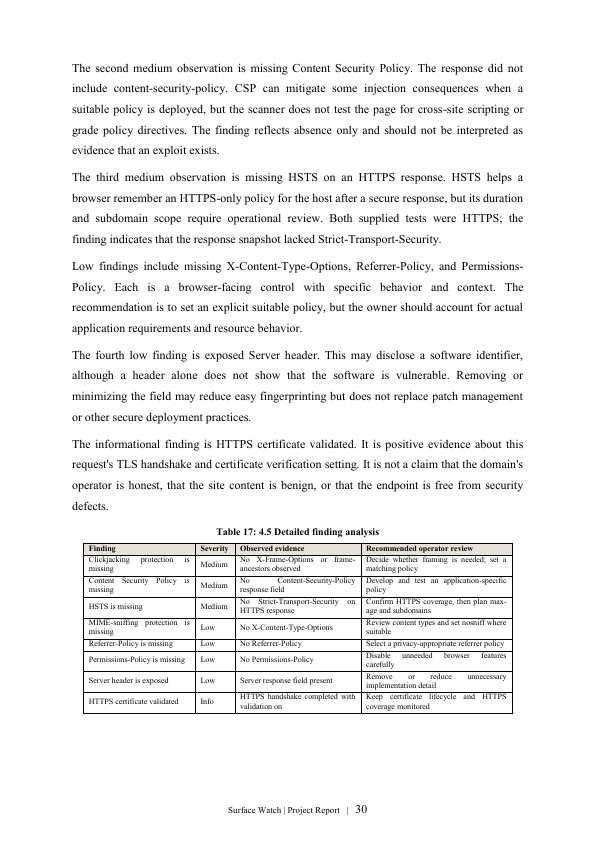 The second medium observation is missing Content Security Policy. The response did not
include content-security-policy. CSP can mitigate some injection consequences when a
suitable policy is deployed, but the scanner does not test the page for cross-site scripting or
grade policy directives. The finding reflects absence only and should not be interpreted as
evidence that an exploit exists.
The third medium observation is missing HSTS on an HTTPS response. HSTS helps a
browser remember an HTTPS-only policy for the host after a secure response, but its duration
and subdomain scope require operational review. Both supplied tests were HTTPS; the
finding indicates that the response snapshot lacked Strict-Transport-Security.
Low findings include missing X-Content-Type-Options, Referrer-Policy, and Permissions-
Policy. Each is a browser-facing control with specific behavior and context. The
recommendation is to set an explicit suitable policy, but the owner should account for actual
application requirements and resource behavior.
The fourth low finding is exposed Server header. This may disclose a software identifier,
although a header alone does not show that the software is vulnerable. Removing or
minimizing the field may reduce easy fingerprinting but does not replace patch management
or other secure deployment practices.
The informational finding is HTTPS certificate validated. It is positive evidence about this
request's TLS handshake and certificate verification setting. It is not a claim that the domain's
operator is honest, that the site content is benign, or that the endpoint is free from security
defects.
Table 17: 4.5 Detailed finding analysis
Finding Severity Observed evidence Recommended operator review
Clickjacking protection is
missing
Medium
No X-Frame-Options or frame-
ancestors observed
Decide whether framing is needed; set a
matching policy
Content Security Policy is
missing
Medium
No Content-Security-Policy
response field
Develop and test an application-specific
policy
HSTS is missing
Medium
No Strict-Transport-Security on
HTTPS response
Confirm HTTPS coverage, then plan max-
age and subdomains
MIME-sniffing protection is
missing
Low
No X-Content-Type-Options
Review content types and set nosniff where
suitable
Referrer-Policy is missing Low No Referrer-Policy Select a privacy-appropriate referrer policy
Permissions-Policy is missing
Low
No Permissions-Policy
Disable unneeded browser features
carefully
Server header is exposed
Low
Server response field present
Remove or reduce unnecessary
implementation detail
HTTPS certificate validated
Info
HTTPS handshake completed with
validation on
Keep certificate lifecycle and HTTPS
coverage monitored
Surface Watch | Project Report | 30